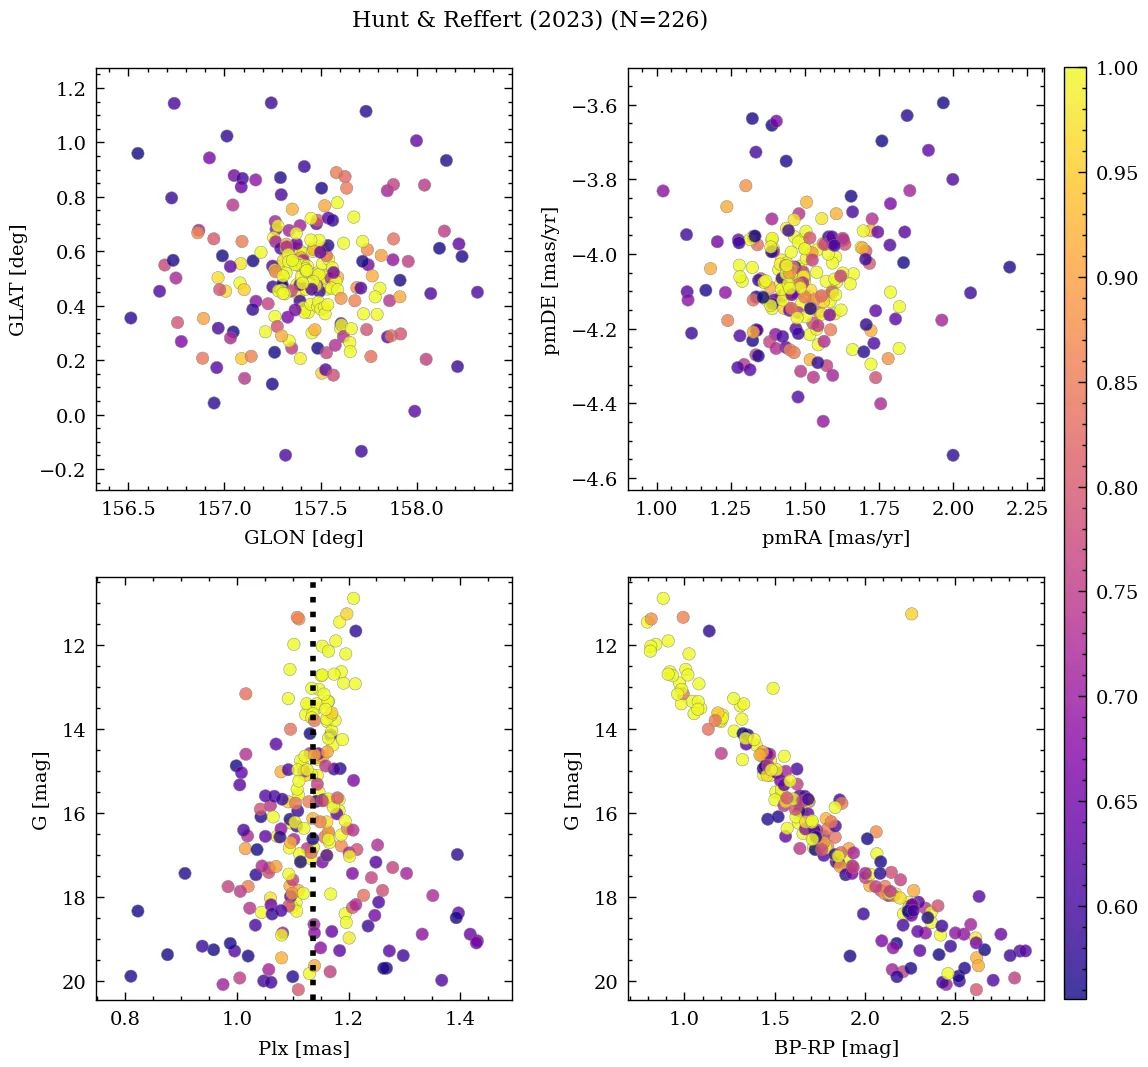 Hunt & Reffert (2023) (N=226)
1.2
1.0
0.8
0.6
0.4
0.2
0.0
−0.2
GLAT [deg]
156.5 157.0 157.5 158.0
GLON [deg]
−3.6
−3.8
−4.0
−4.2
−4.4
−4.6
pmDE [mas/yr]
1.00 1.25 1.50 1.75 2.00 2.25
pmRA [mas/yr]
12
14
16
18
20
G [mag]
0.8 1.0 1.2 1.4
Plx [mas]
12
14
16
18
20
G [mag]
1.0 1.5 2.0 2.5
BP-RP [mag]
1.00
0.95
0.90
0.85
0.80
0.75
0.70
0.65
0.60